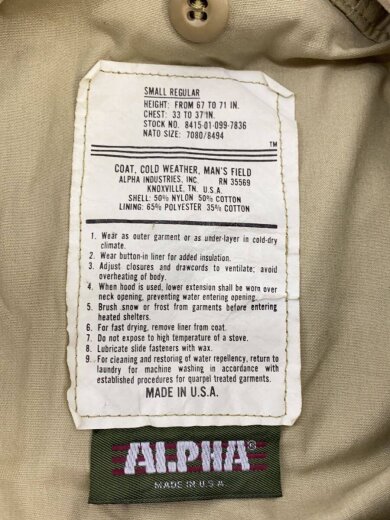 SMALL REGULAR
HEIGHT: FROM 67 TO 71 IN.
CHEST: 33 TO 37 IN.
STOCK NO. 8415-01-099-7836
NATO SIZE: 7080/8494
TM
COAT, COLD WEATHER, MAN'S FIELD
ALPHA INDUSTRIES, INC. RN 35569
KNOXVILLE, TN. U.S.A.
SHELL: 50% NYLON 50% COTTON
LINING: 65% POLYESTER 35% COTTON
1. Wear as outer garment or as under-layer in cold-dry
climate.
2. Wear button-in liner for added insulation.
3. Adjust closures and drawcords to ventilate; avoid
overheating of body.
4. When hood is used, lower extension shall be worn over
neck opening, preventing water entering opening.
5. Brush snow or frost from garments before entering
heated shelters.
6. For fast drying, remove liner from coat.
7. Do not expose to high temperature of a stove.
8. Lubricate slide fasteners with wax.
9. For cleaning and restoring of water repellency, return to
laundry for machine washing in accordance with
established procedures for quarpel treated garments.
MADE IN U.S.A.
ALPHA®
MADE IN U.S.A.